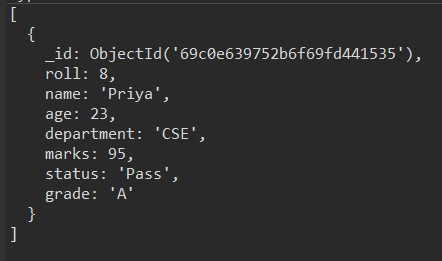 [
  {
    _id: ObjectId('69c0e639752b6f69fd441535'),
    roll: 8,
    name: 'Priya',
    age: 23,
    department: 'CSE',
    marks: 95,
    status: 'Pass',
    grade: 'A'
  }
]